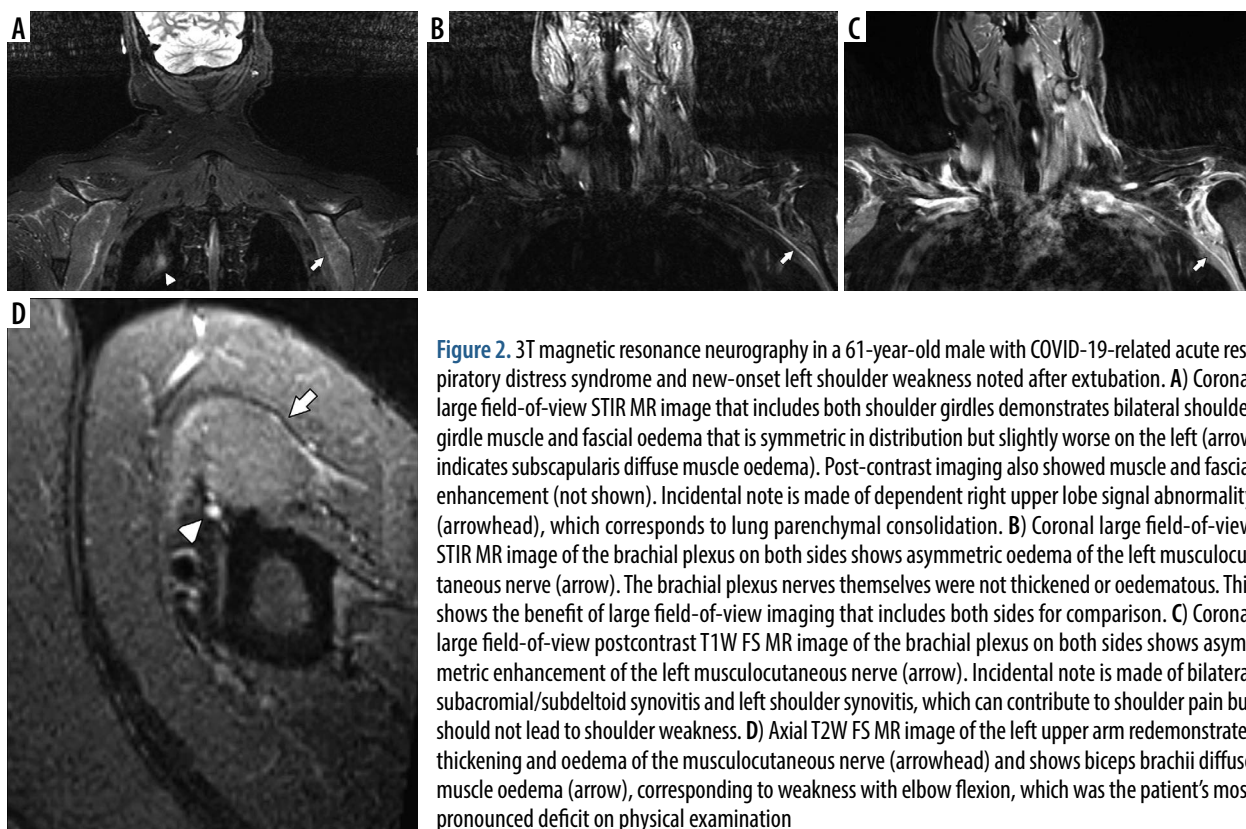 A
B
C
D
Figure 2. 3T magnetic resonance neurography in a 61-year-old male with COVID-19-related acute res
piratory distress syndrome and new-onset left shoulder weakness noted after extubation. A) Corona
large field-of-view STIR MR image that includes both shoulder girdles demonstrates bilateral shoulde
girdle muscle and fascial oedema that is symmetric in distribution but slightly worse on the left (arrow
indicates subscapularis diffuse muscle oedema). Post-contrast imaging also showed muscle and fascia
enhancement (not shown). Incidental note is made of dependent right upper lobe signal abnormality
(arrowhead), which corresponds to lung parenchymal consolidation. B) Coronal large field-of-view
STIR MR image of the brachial plexus on both sides shows asymmetric oedema of the left musculocu
taneous nerve (arrow). The brachial plexus nerves themselves were not thickened or oedematous. Thi
shows the benefit of large field-of-view imaging that includes both sides for comparison. C) Corona
large field-of-view postcontrast T1W FS MR image of the brachial plexus on both sides shows asym
metric enhancement of the left musculocutaneous nerve (arrow). Incidental note is made of bilatera
subacromial/subdeltoid synovitis and left shoulder synovitis, which can contribute to shoulder pain bu
should not lead to shoulder weakness. D) Axial T2W FS MR image of the left upper arm redemonstrate
thickening and oedema of the musculocutaneous nerve (arrowhead) and shows biceps brachii diffuse
muscle oedema (arrow), corresponding to weakness with elbow flexion, which was the patient's mos
pronounced deficit on physical examination